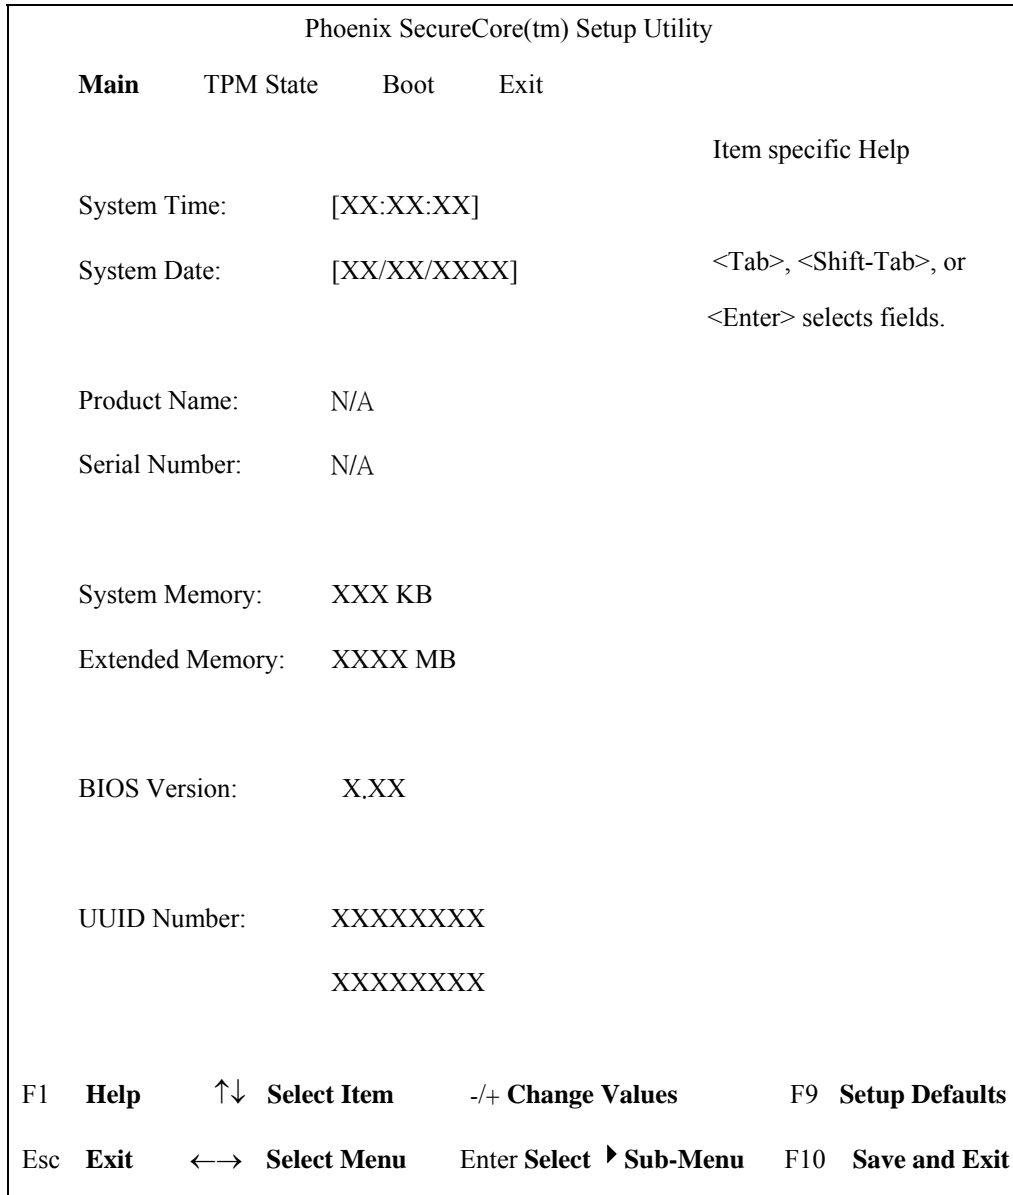 Phoenix SecureCore(tm) Setup Utility
Main TPM State Boot Exit
Item specific Help
System Time: [XX:XX:XX]
System Date: [XX/XX/XXXX] <Tab>, <Shift-Tab>, or
<Enter> selects fields.
Product Name: N/A
Serial Number: N/A
System Memory: XXX KB
Extended Memory: XXXX MB
BIOS Version: X.XX
UUID Number: XXXXXXXX
XXXXXXXX
F1 Help ↑↓ Select Item -/+ Change Values F9 Setup Defaults
Esc Exit ←→ Select Menu Enter Select ▶ Sub-Menu F10 Save and Exit